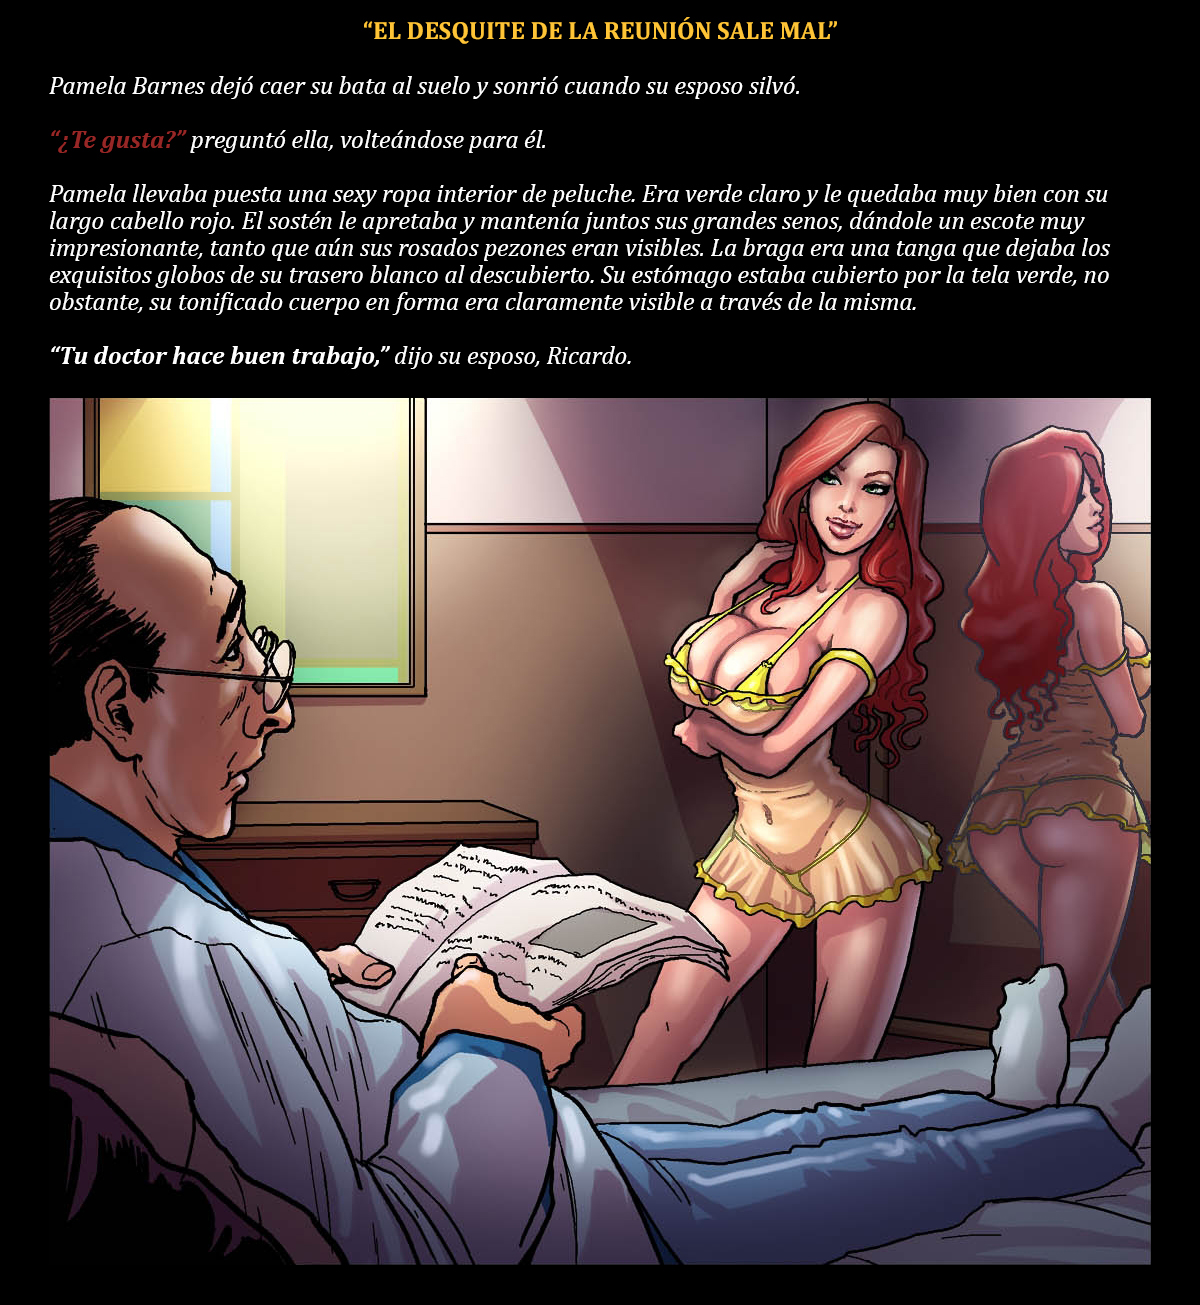 “EL DESQUITE DE LA REUNIÓN SALE MAL”
Pamela Barnes dejó caer su bata al suelo y sonrió cuando su esposo silvó.
“¿Te gusta?” preguntó ella, volteándose para él.
Pamela llevaba puesta una sexy ropa interior de peluche. Era verde claro y le quedaba muy bien con su
largo cabello rojo. El sostén le apretaba y mantenía juntos sus grandes senos, dándole un escote muy
impresionante, tanto que aún sus rosados pezones eran visibles. La braga era una tanga que dejaba los
exquisitos globos de su trasero blanco al descubierto. Su estómago estaba cubierto por la tela verde, no
obstante, su tonificado cuerpo en forma era claramente visible a través de la misma.
“Tu doctor hace buen trabajo,” dijo su esposo, Ricardo.